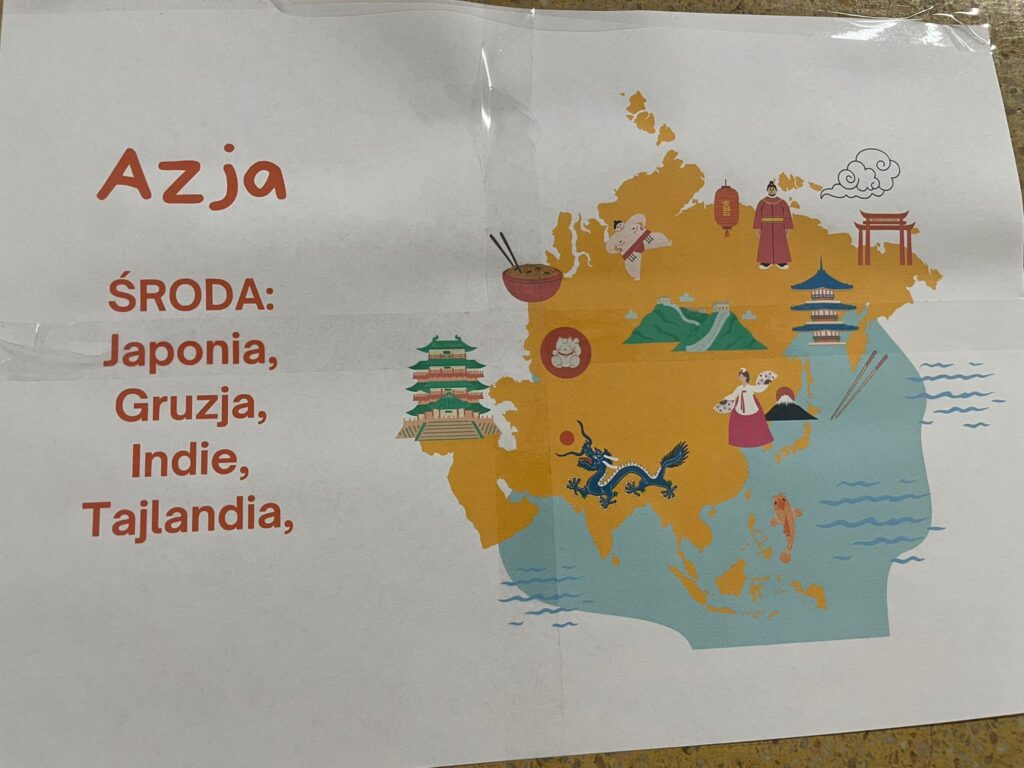 Azja
ŚRODA:
Japonia,
Gruzja,
Indie,
Tajlandia,